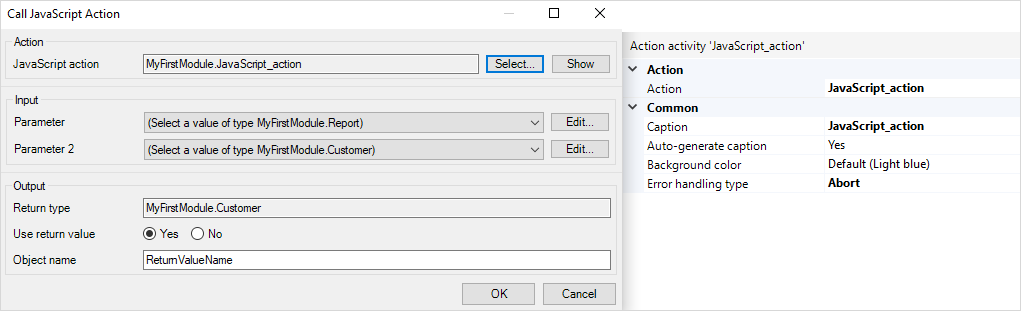 Call JavaScript Action
Action
JavaScript action MyFirstModule.JavaScript_action Select... Show
Input
Parameter (Select a value of type MyFirstModule.Report) Edit...
Parameter 2 (Select a value of type MyFirstModule.Customer) Edit...
Output
Return type MyFirstModule.Customer
Use return value Yes No
Object name ReturnValueName
OK Cancel
Action activity 'JavaScript_action'
Action
Action JavaScript_action
Common
Caption JavaScript_action
Auto-generate caption Yes
Background color Default (Light blue)
Error handling type Abort